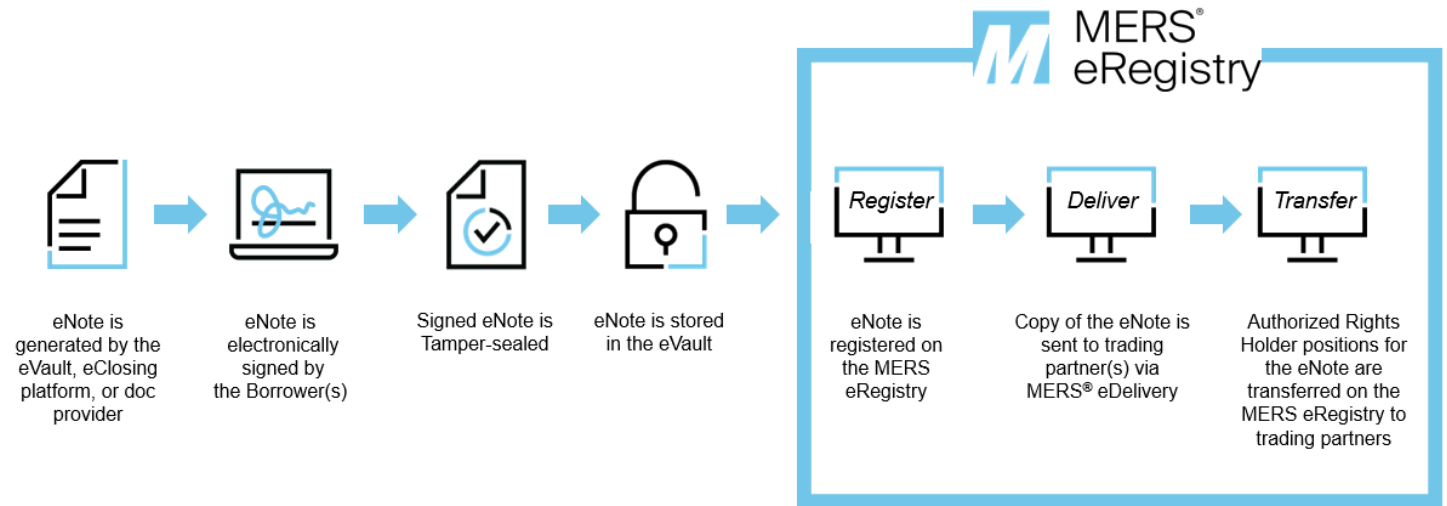 MERS®
eRegistry
Register
Deliver
Transfer
eNote is
generated by the
eVault, eClosing
platform, or doc
provider
eNote is
electronically
signed by
the Borrower(s)
Signed eNote is
Tamper-sealed
eNote is stored
in the eVault
eNote is
registered on
the MERS
eRegistry
Copy of the eNote is
sent to trading
partner(s) via
MERS® eDelivery
Authorized Rights
Holder positions for
the eNote are
transferred on the
MERS eRegistry to
trading partners